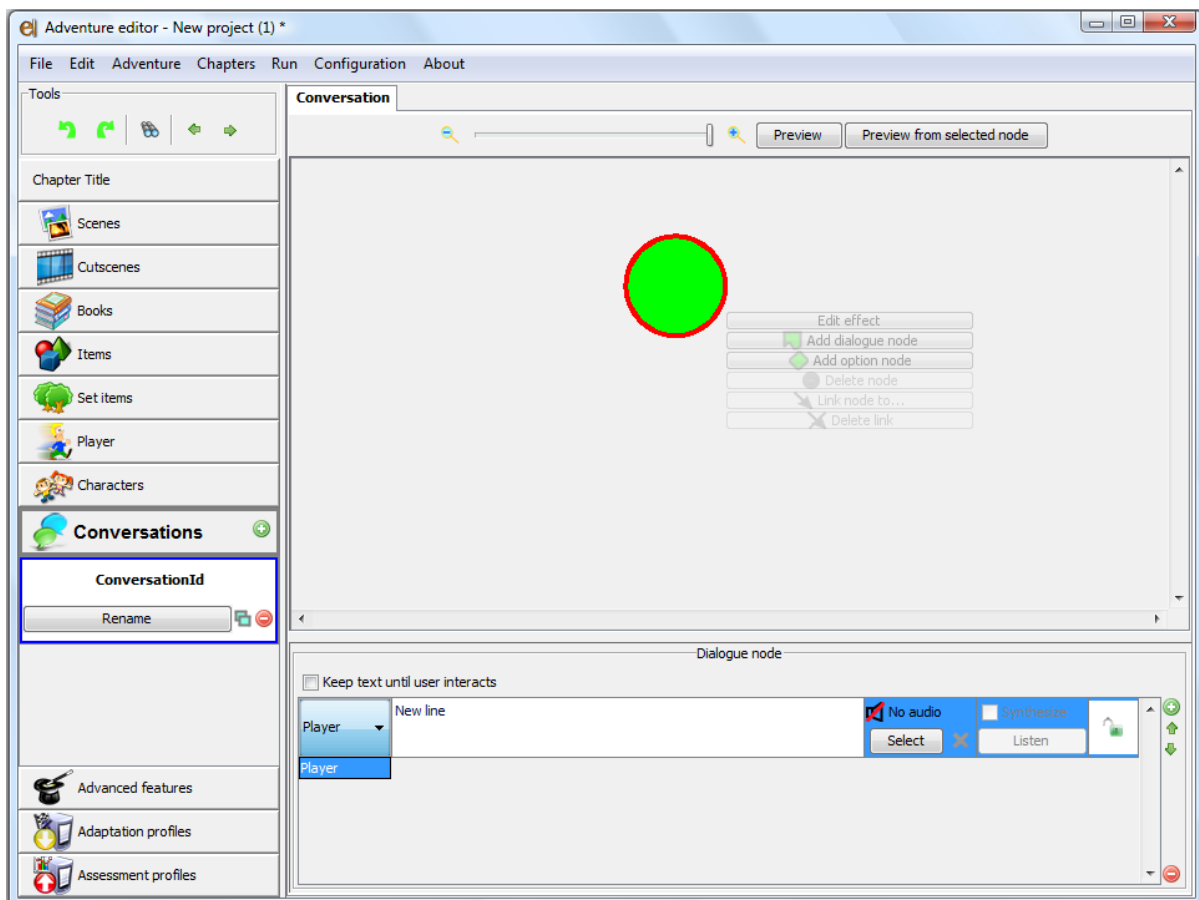 Adventure editor - New project (1) *
File Edit Adventure Chapters Run Configuration About
Tools
Conversation
Preview
Preview from selected node
Chapter Title
Scenes
Cutscenes
Books
Items
Set items
Player
Characters
Conversations
ConversationId
Rename
Advanced features
Adaptation profiles
Assessment profiles
Edit effect
Add dialogue node
Add option node
Delete node
Link node to...
Delete link
Dialogue node
Keep text until user interacts
Player
New line
No audio
Synthesize
Select
Listen
Player